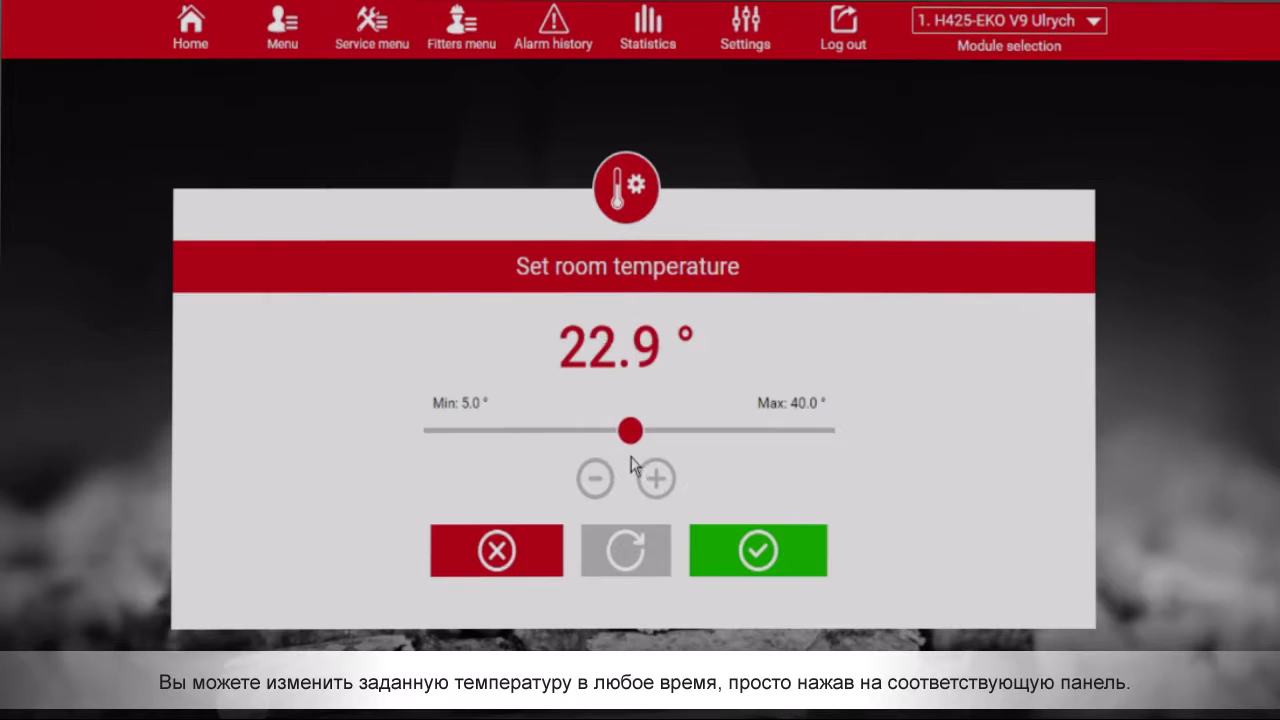 Home
Menu
Service menu
Fitters menu
Alarm history
Statistics
Settings
Log out
1. H425-EKO V9 Ulrych
Module selection
Set room temperature
22.9 °
Min: 5.0 °
Max: 40.0 °
Вы можете изменить заданную температуру в любое время, просто нажав на соответствующую панель.